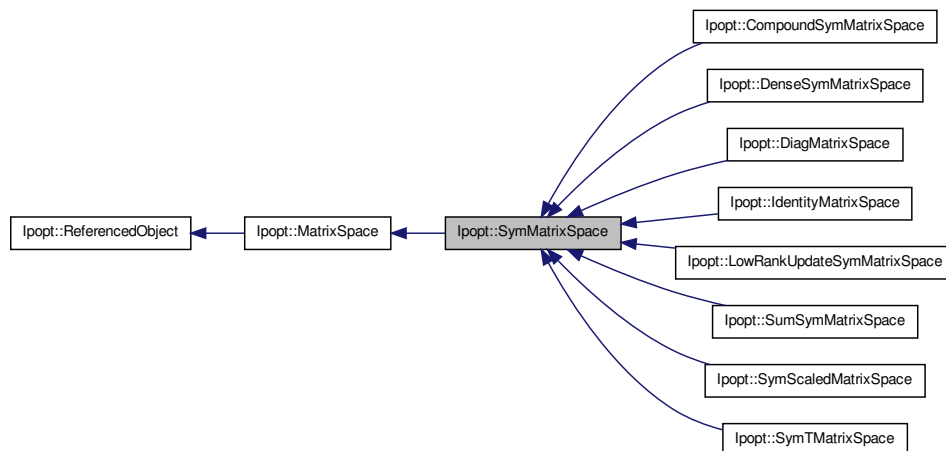 Ipopt::CompoundSymMatrixSpace
Ipopt::DenseSymMatrixSpace
Ipopt::DiagMatrixSpace
Ipopt::IdentityMatrixSpace
Ipopt::ReferencedObject
Ipopt::MatrixSpace
Ipopt::SymMatrixSpace
Ipopt::LowRankUpdateSymMatrixSpace
Ipopt::SumSymMatrixSpace
Ipopt::SymScaledMatrixSpace
Ipopt::SymTMatrixSpace